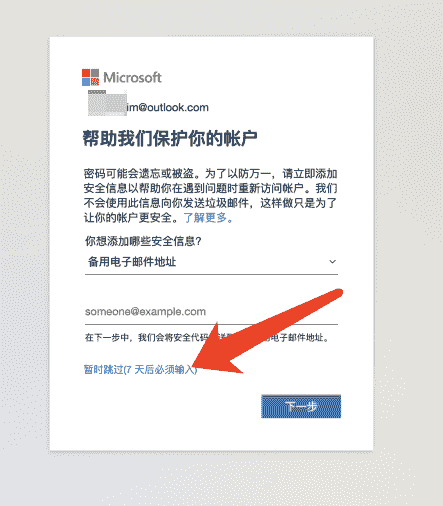 Microsoft
im@outlook.com
帮助我们保护你的帐户
密码可能会遗忘或被盗。为了以防万一，请立即添加
安全信息以帮助你在遇到问题时重新访问帐户。我们
不会使用此信息向你发送垃圾邮件，这样做只是为了
让你的帐户更安全。了解更多。
你想添加哪些安全信息?
备用电子邮件地址
someone@example.com
在下一步中，我们会将安全代码 电子邮件地址。
暂时跳过(7 天后必须输入)
下一步